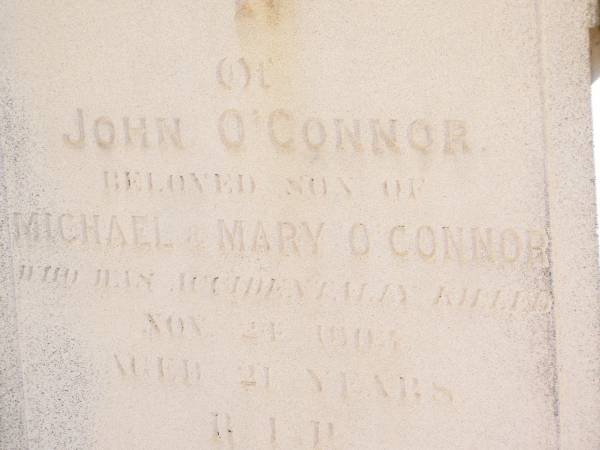 Of
JOHN O'CONNOR.
BELOVED SON OF
MICHAEL & MARY O'CONNOR
WHO WAS ACCIDENTALLY KILLED
NOV 24
AGED 21 YEARS
R.I.P.